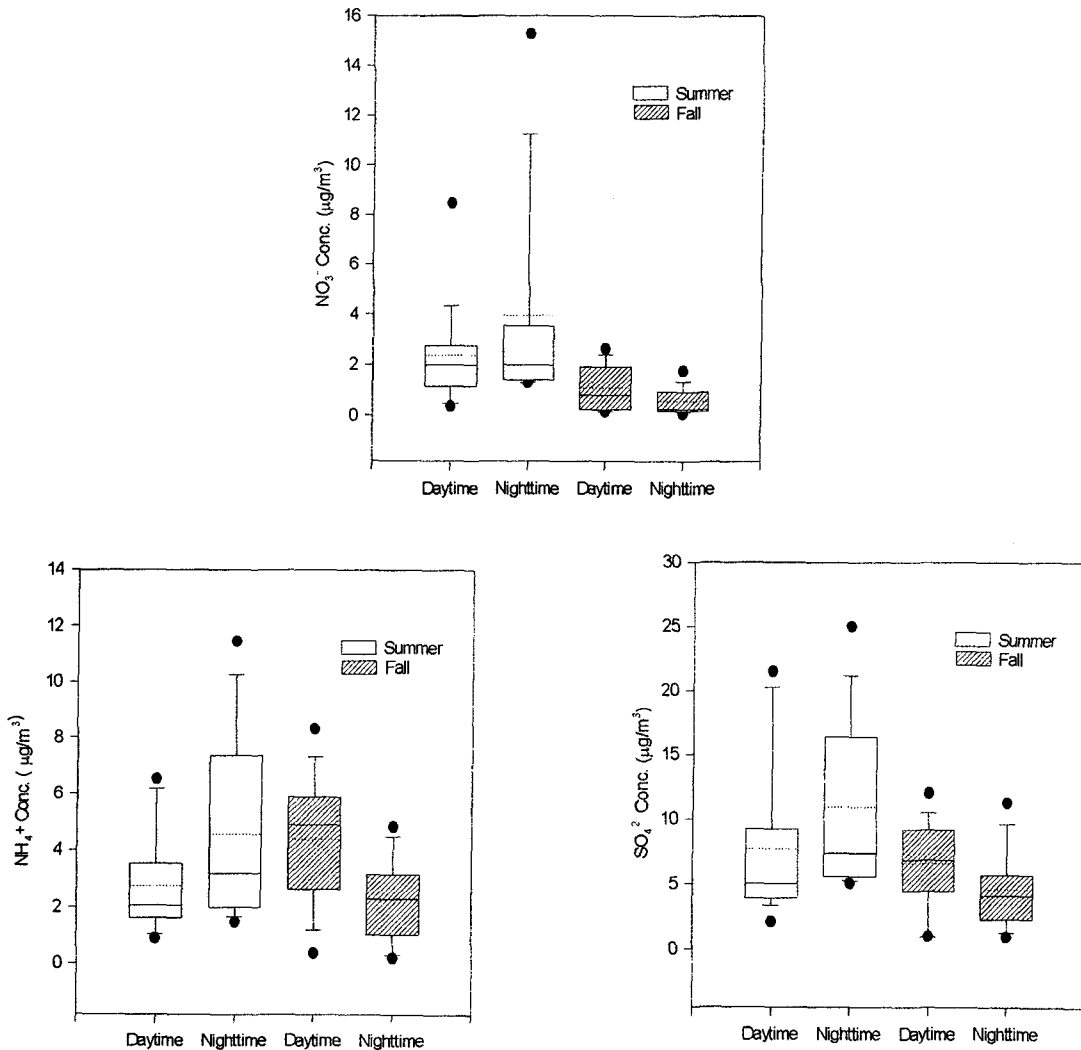 16
14
12
10
8
6
4
2
0
NO₃⁻ Conc. (µg/m³)
Summer
Fall
Daytime Nighttime Daytime Nighttime
14
12
10
8
6
4
2
0
NH₄+ Conc. ( µg/m³)
Summer
Fall
Daytime Nighttime Daytime Nighttime
30
25
20
15
10
5
0
SO₄² Conc. (µg/m³)
Summer
Fall
Daytime Nighttime Daytime Nighttime